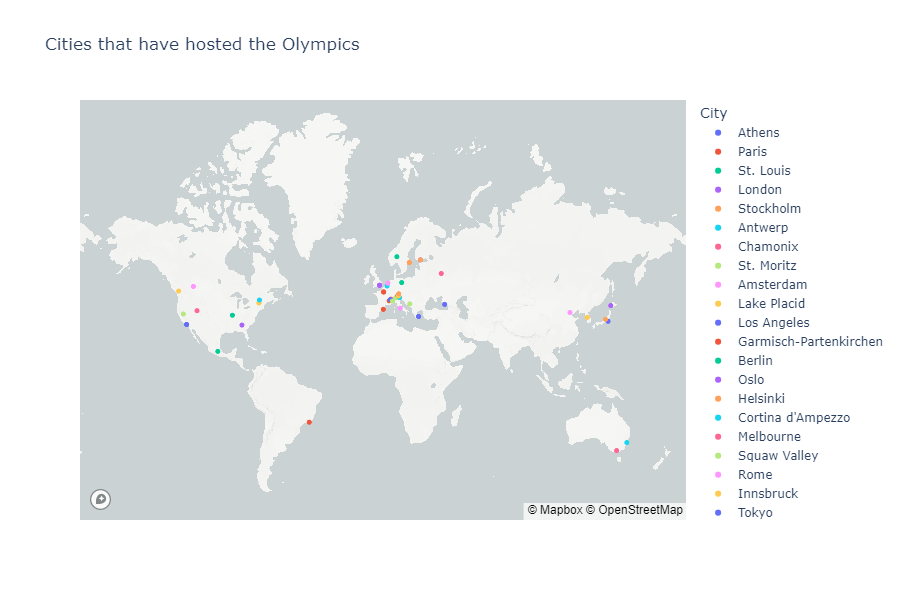 Cities that have hosted the Olympics
City
Athens
Paris
St. Louis
London
Stockholm
Antwerp
Chamonix
St. Moritz
Amsterdam
Lake Placid
Los Angeles
Garmisch-Partenkirchen
Berlin
Oslo
Helsinki
Cortina d'Ampezzo
Melbourne
Squaw Valley
Rome
Innsbruck
Tokyo
© Mapbox © OpenStreetMap